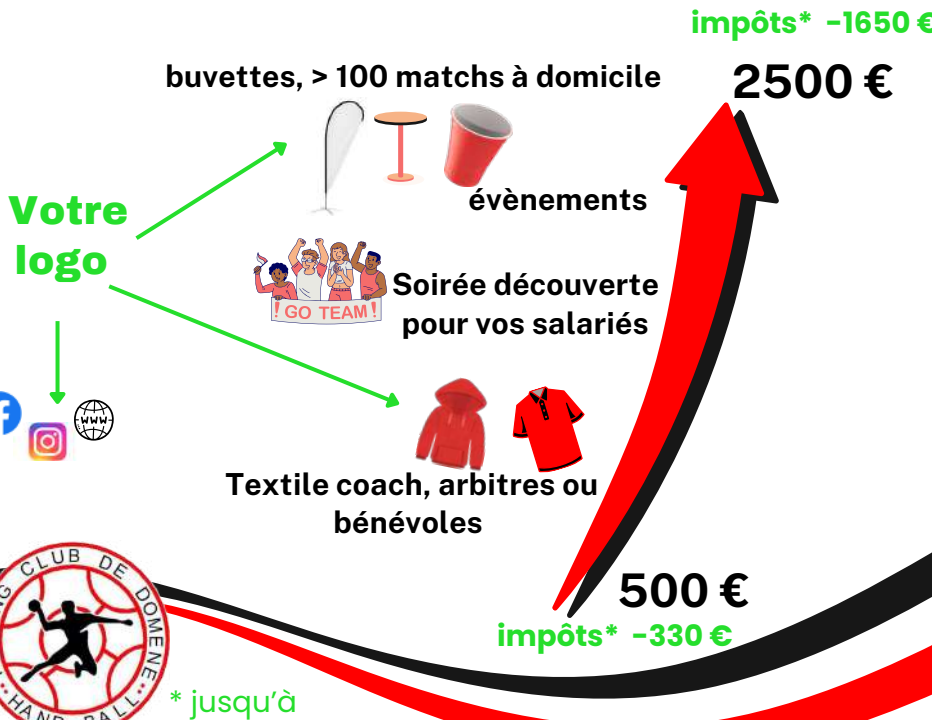 impôts* -1650 €
2500 €
buvettes, > 100 matchs à domicile
évènements
Votre
logo
! GO TEAM !
Soirée découverte
pour vos salariés
WWW
Textile coach, arbitres ou
bénévoles
500 €
impôts* -330 €
CLUB DE DOMENE
HAND-BALL
* jusqu'à